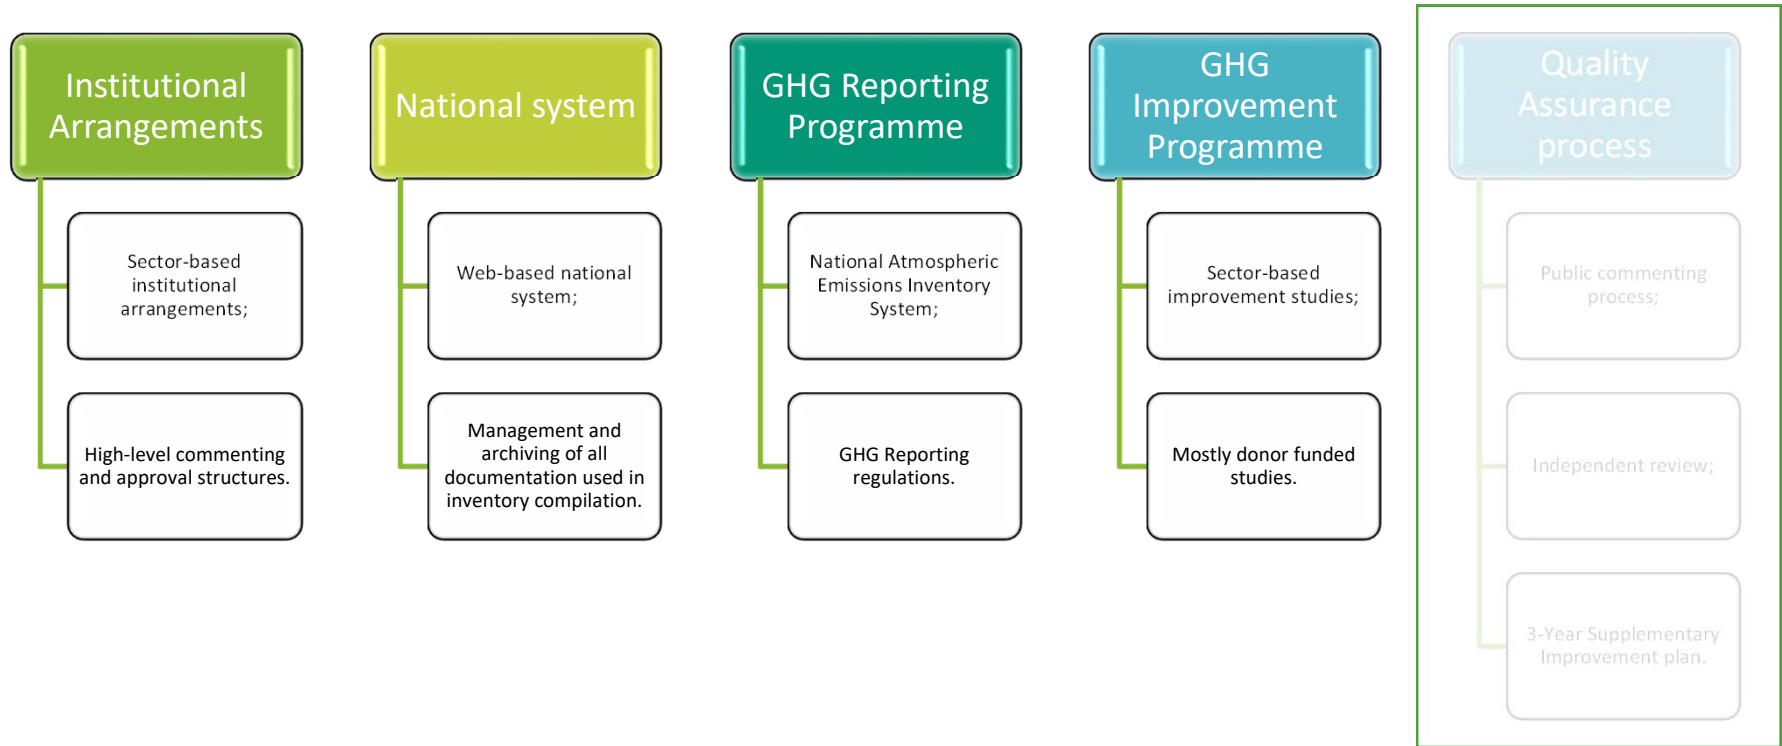 Institutional
Arrangements
Sector-based
institutional
arrangements;
High-level commenting
and approval structures.
National system
Web-based national
system;
Management and
archiving of all
documentation used in
inventory compilation.
GHG Reporting
Programme
National Atmospheric
Emissions Inventory
System;
GHG Reporting
regulations.
GHG
Improvement
Programme
Sector-based
improvement studies;
Mostly donor funded
studies.
Quality
Assurance
process
Public commenting
process;
Independent review;
3-Year Supplementary
Improvement plan.